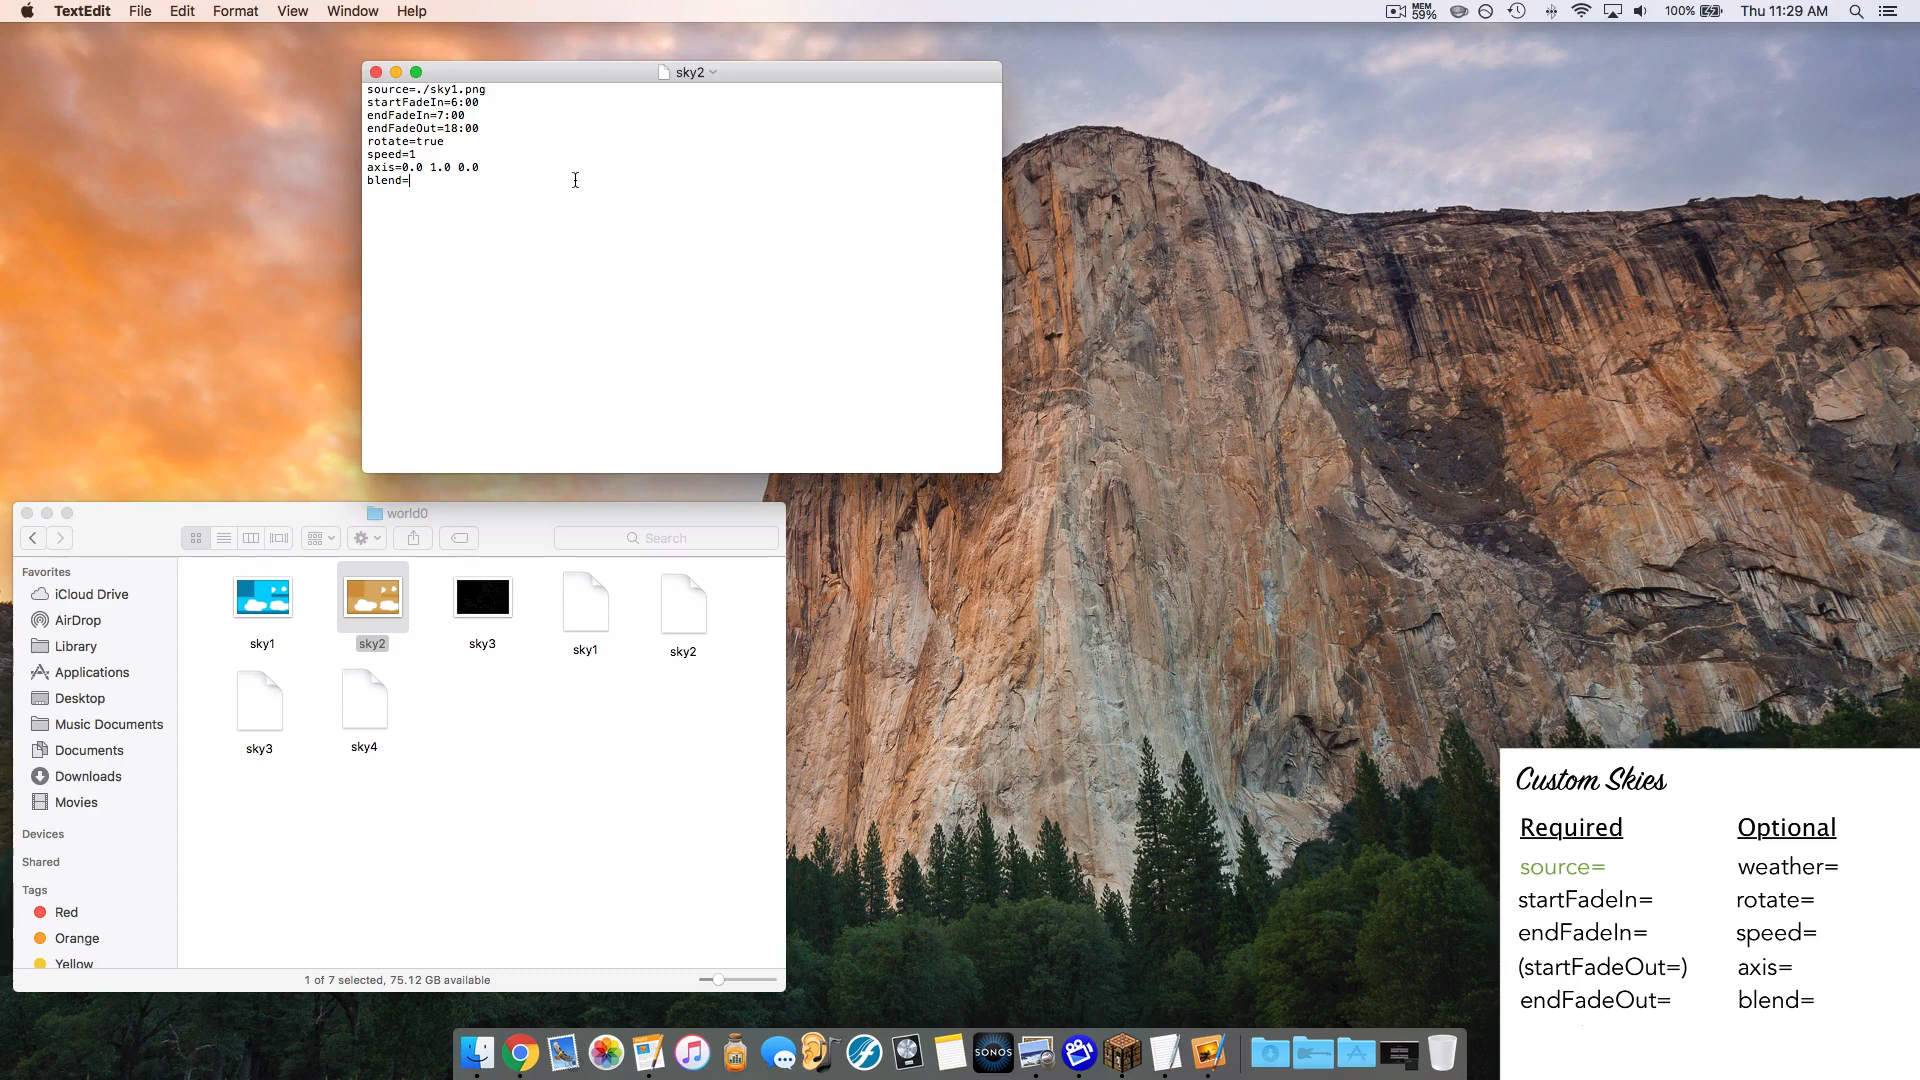 TextEdit File Edit Format View Window Help
MEM 59% 100% Thu 11:29 AM
sky2
source=./sky1.png
startFadeIn=6:00
endFadeIn=7:00
endFadeOut=18:00
rotate=true
speed=1
axis=0.0 1.0 0.0
blend=
world0
Search
Favorites
iCloud Drive
AirDrop
Library
Applications
Desktop
Music Documents
Documents
Downloads
Movies
Devices
Shared
Tags
Red
Orange
Yellow
sky1 sky2 sky3 sky1 sky2
sky3 sky4
1 of 7 selected, 75.12 GB available
Custom Skies
Required Optional
source= weather=
startFadeIn= rotate=
endFadeIn= speed=
(startFadeOut=) axis=
endFadeOut= blend=
SONOS